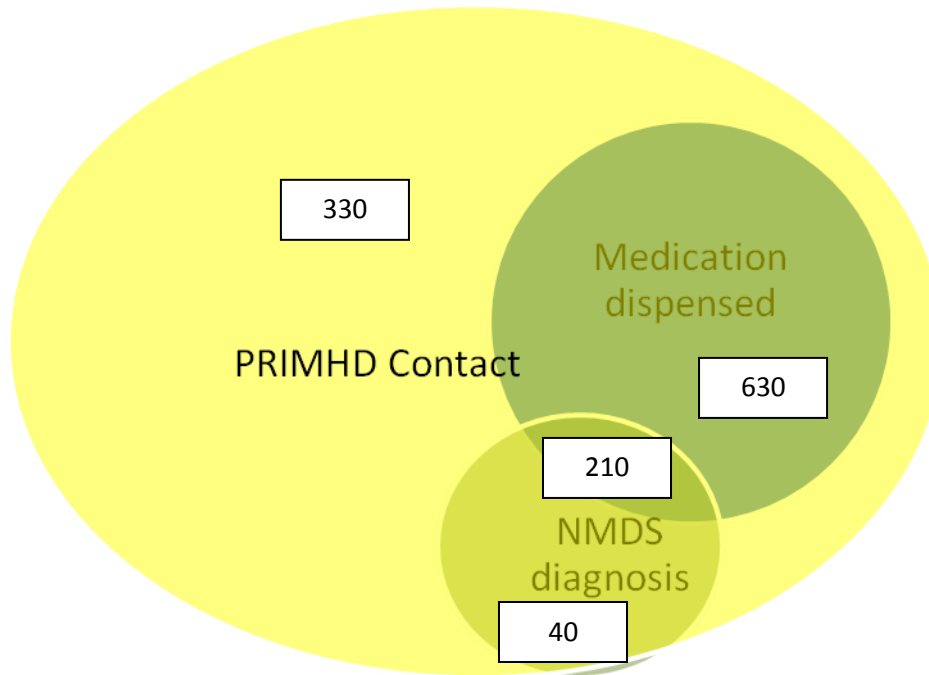 330
Medication
dispensed
PRIMHD Contact
630
210
NMDS
diagnosis
40